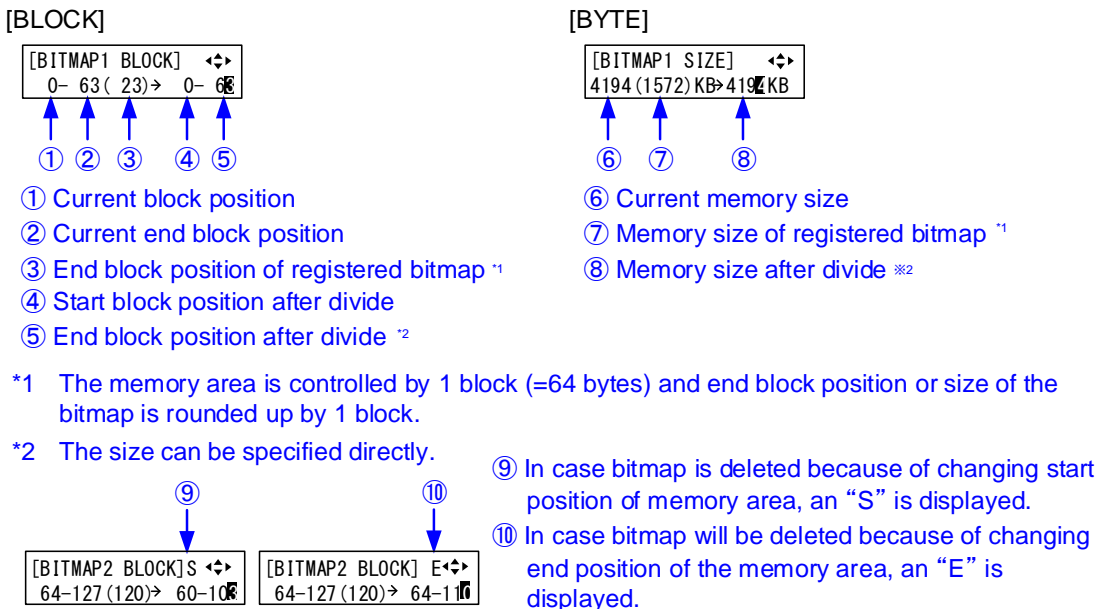 [BLOCK]
[BITMAP1 BLOCK] ◂✥▸
0- 63( 23)→ 0- 63
① ② ③ ④ ⑤
① Current block position
② Current end block position
③ End block position of registered bitmap *1
④ Start block position after divide
⑤ End block position after divide *2
[BYTE]
[BITMAP1 SIZE]
4194(1572)KB→4194KB
⑥ ⑦ ⑧
⑥ Current memory size
⑦ Memory size of registered bitmap *1
⑧ Memory size after divide ※2
*1 The memory area is controlled by 1 block (=64 bytes) and end block position or size of the
bitmap is rounded up by 1 block.
*2 The size can be specified directly.
⑨ ⑩
[BITMAP2 BLOCK]S
64-127(120)→ 60-103
[BITMAP2 BLOCK] E
64-127(120)→ 64-110
⑨ In case bitmap is deleted because of changing start
position of memory area, an “S” is displayed.
⑩ In case bitmap will be deleted because of changing
end position of the memory area, an “E” is
displayed.